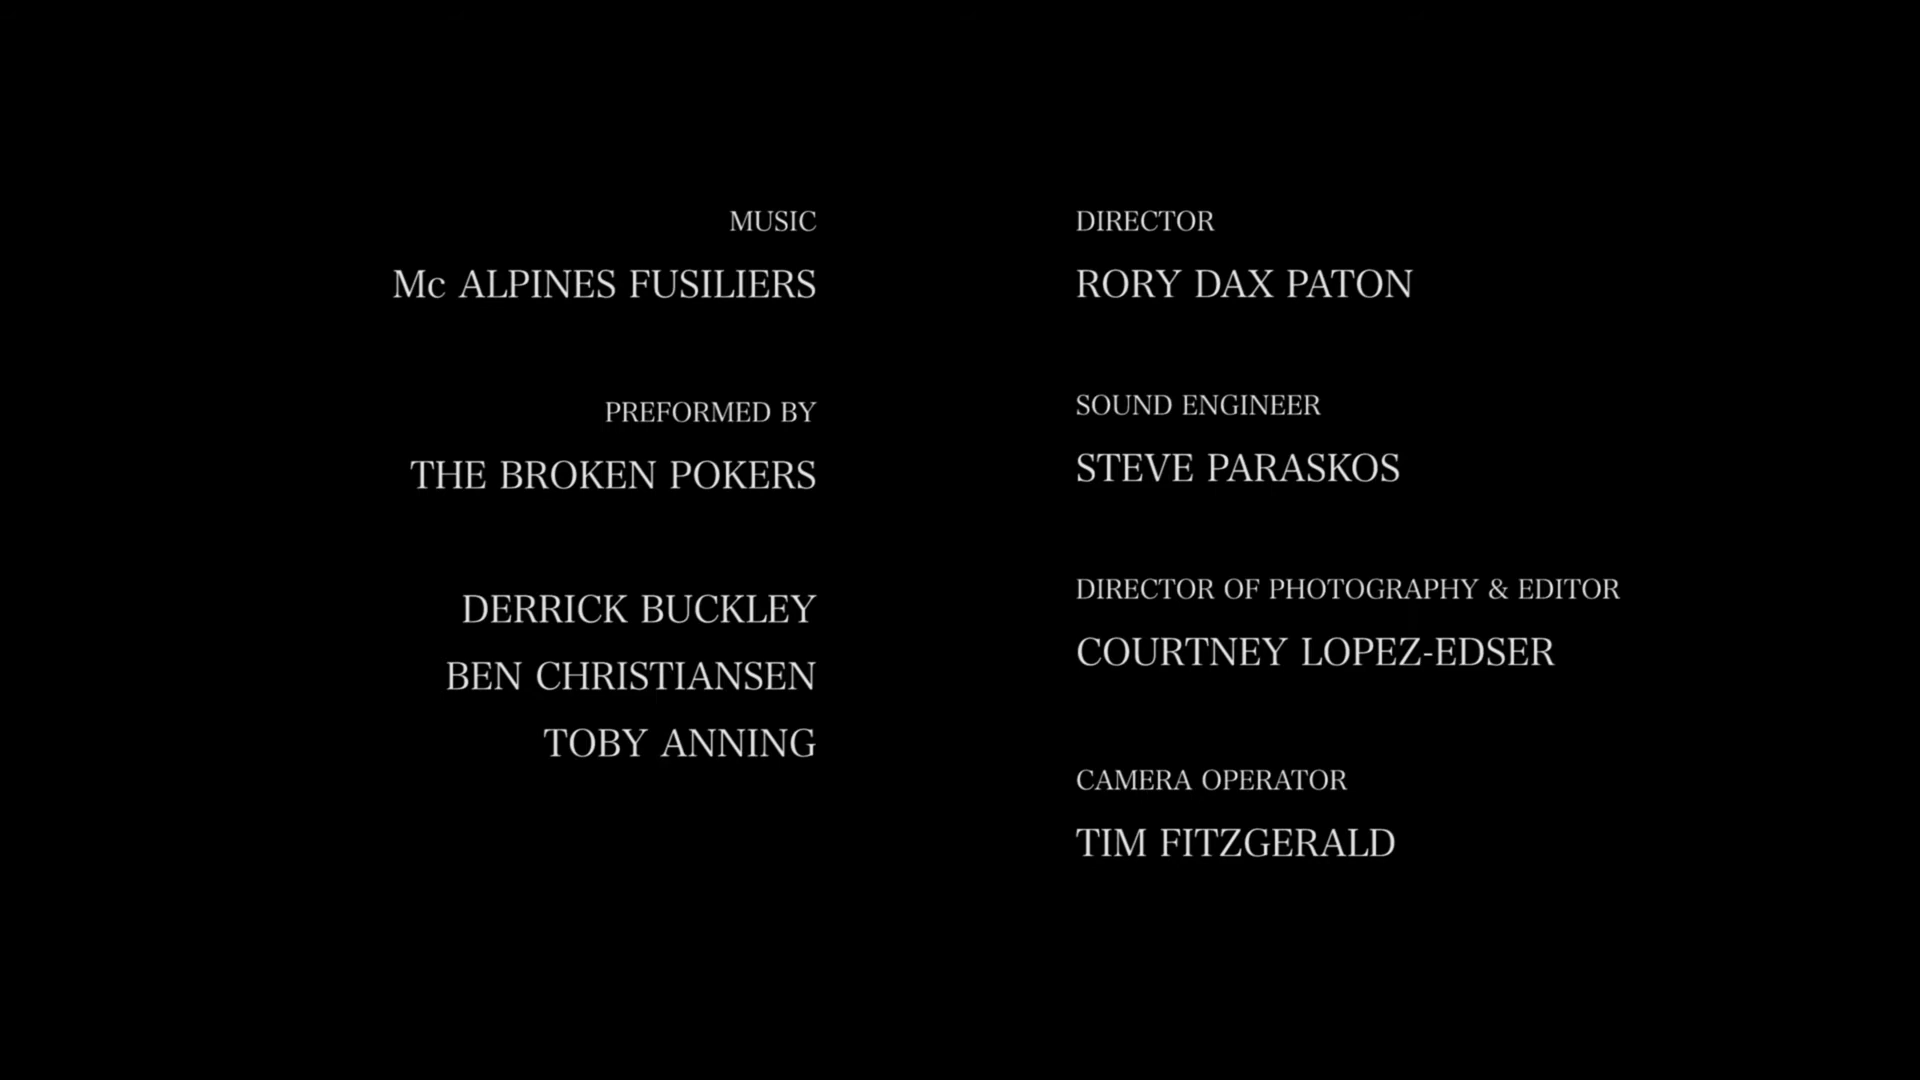 MUSIC
Mc ALPINES FUSILIERS
PREFORMED BY
THE BROKEN POKERS
DERRICK BUCKLEY
BEN CHRISTIANSEN
TOBY ANNING
DIRECTOR
RORY DAX PATON
SOUND ENGINEER
STEVE PARASKOS
DIRECTOR OF PHOTOGRAPHY & EDITOR
COURTNEY LOPEZ-EDSER
CAMERA OPERATOR
TIM FITZGERALD